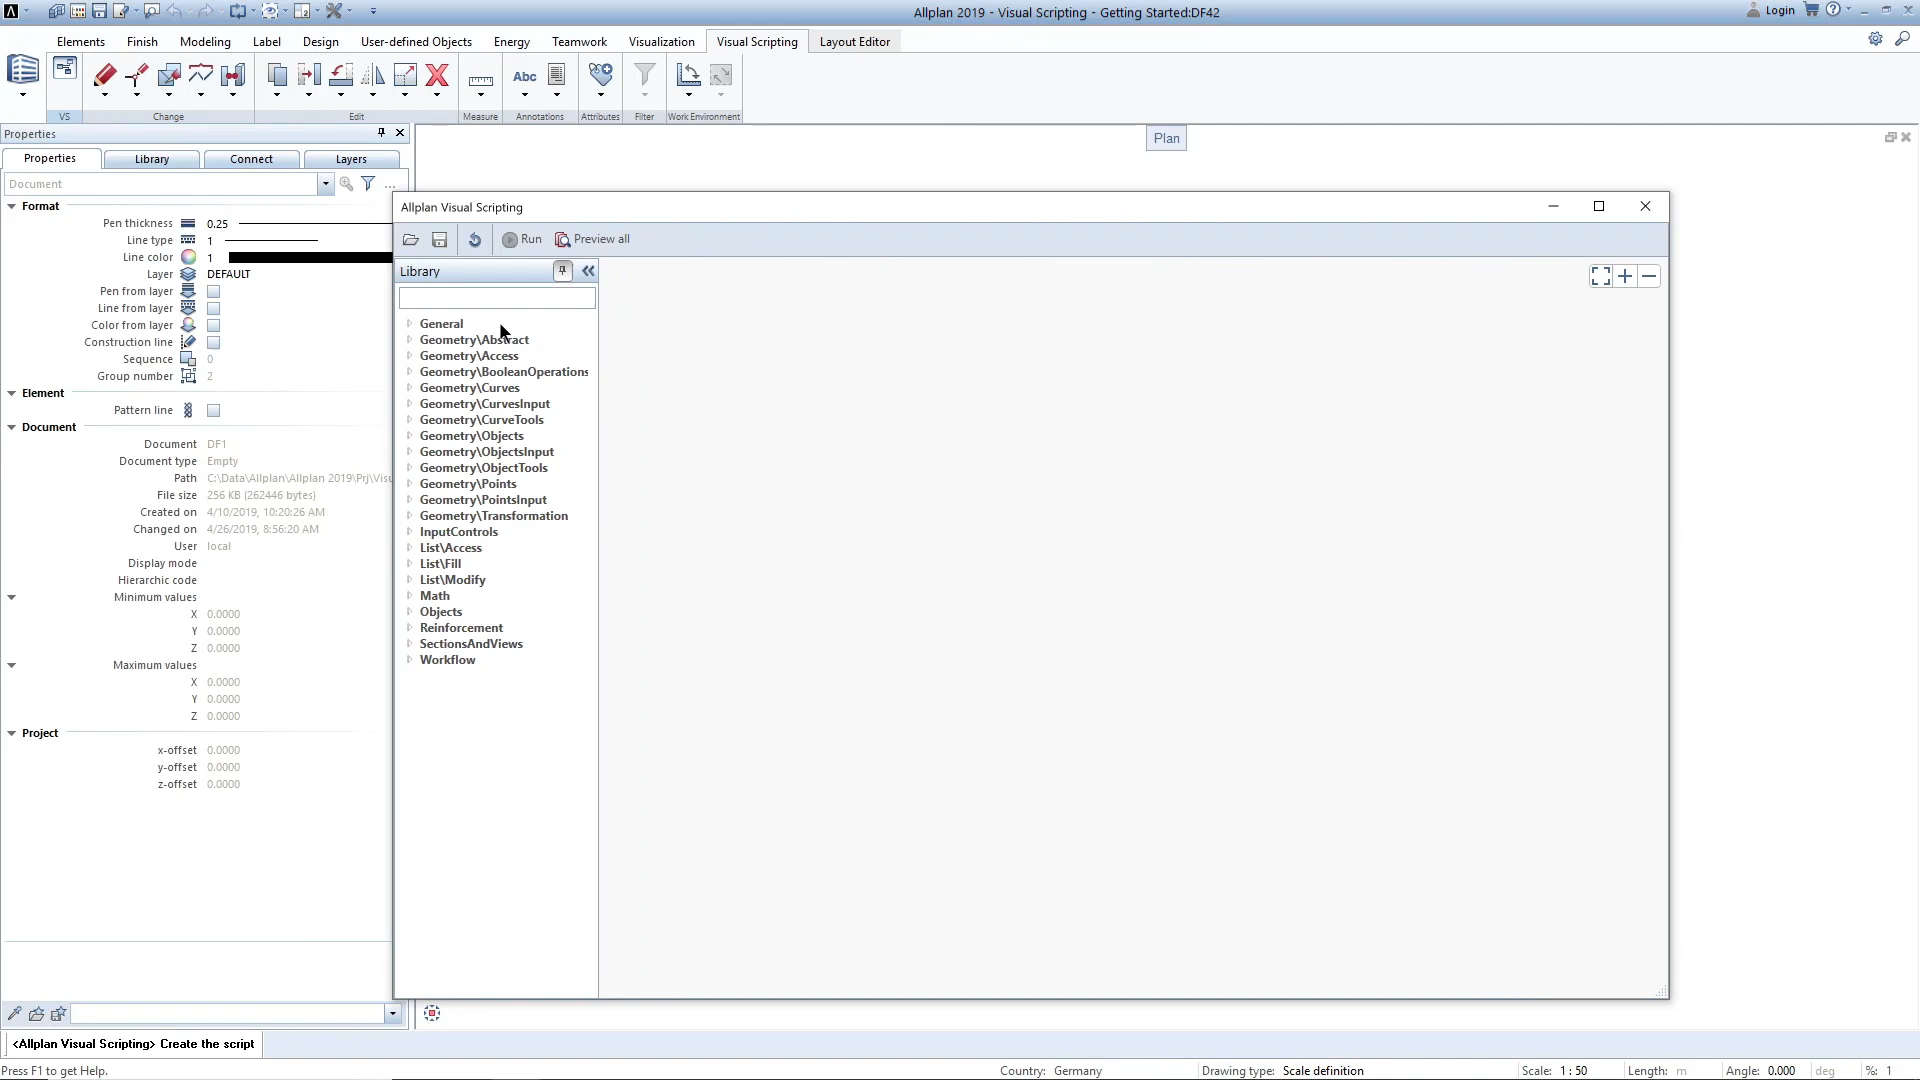 Allplan 2019 - Visual Scripting - Getting Started:DF42
Login
Elements Finish Modeling Label Design User-defined Objects Energy Teamwork Visualization Visual Scripting Layout Editor
Abc
VS Change Edit Measure Annotations Attributes Filter Work Environment
Properties
Plan
Properties Library Connect Layers
Document
Format
Pen thickness 0.25
Line type 1
Line color 1
Layer DEFAULT
Pen from layer
Line from layer
Color from layer
Construction line
Sequence 0
Group number 2
Element
Pattern line
Document
Document DF1
Document type Empty
Path C:\Data\Allplan\Allplan 2019\Prj\Visu
File size 256 KB (262446 bytes)
Created on 4/10/2019, 10:20:26 AM
Changed on 4/26/2019, 8:56:20 AM
User local
Display mode
Hierarchic code
Minimum values
X 0.0000
Y 0.0000
Z 0.0000
Maximum values
X 0.0000
Y 0.0000
Z 0.0000
Project
x-offset 0.0000
y-offset 0.0000
z-offset 0.0000
Allplan Visual Scripting
Run Preview all
Library
General
Geometry\Abstract
Geometry\Access
Geometry\BooleanOperations
Geometry\Curves
Geometry\CurvesInput
Geometry\CurveTools
Geometry\Objects
Geometry\ObjectsInput
Geometry\ObjectTools
Geometry\Points
Geometry\PointsInput
Geometry\Transformation
InputControls
List\Access
List\Fill
List\Modify
Math
Objects
Reinforcement
SectionsAndViews
Workflow
<Allplan Visual Scripting> Create the script
Press F1 to get Help.
Country: Germany
Drawing type: Scale definition
Scale: 1 : 50
Length: m
Angle: 0.000 deg
%: 1